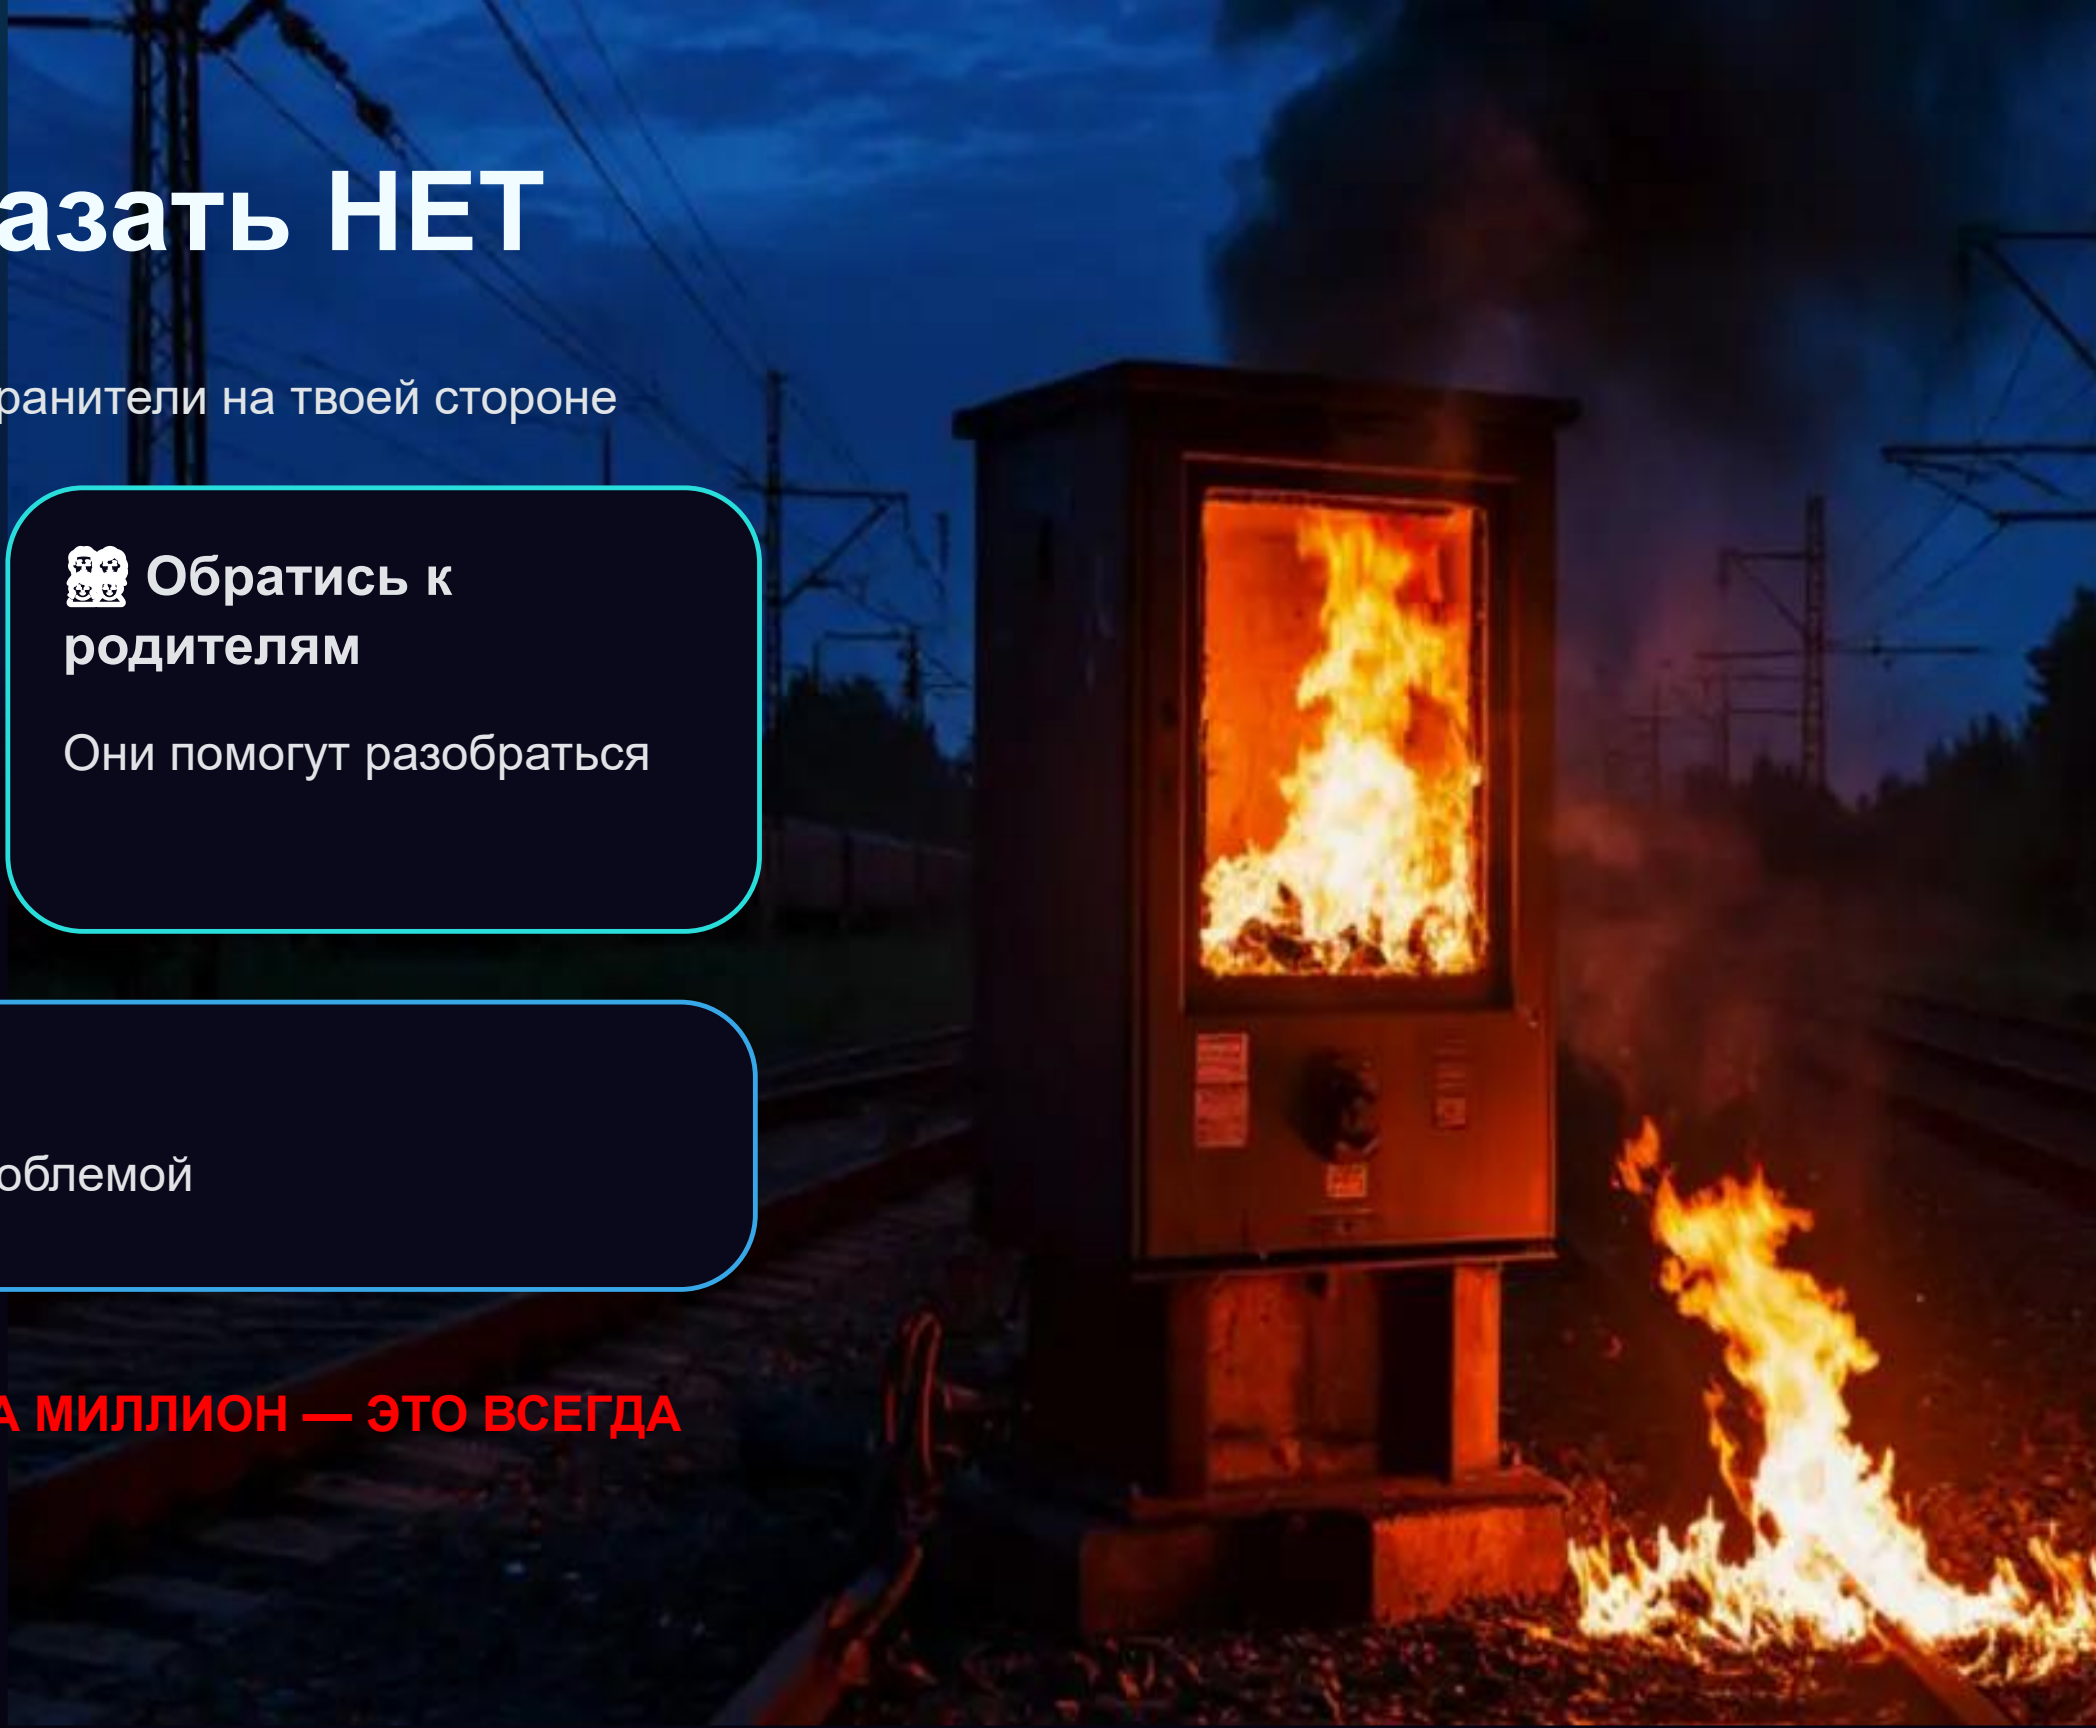 азать НЕТ
ранители на твоей стороне
Обратись к
родителям
Они помогут разобраться
облемой
А МИЛЛИОН — ЭТО ВСЕГДА